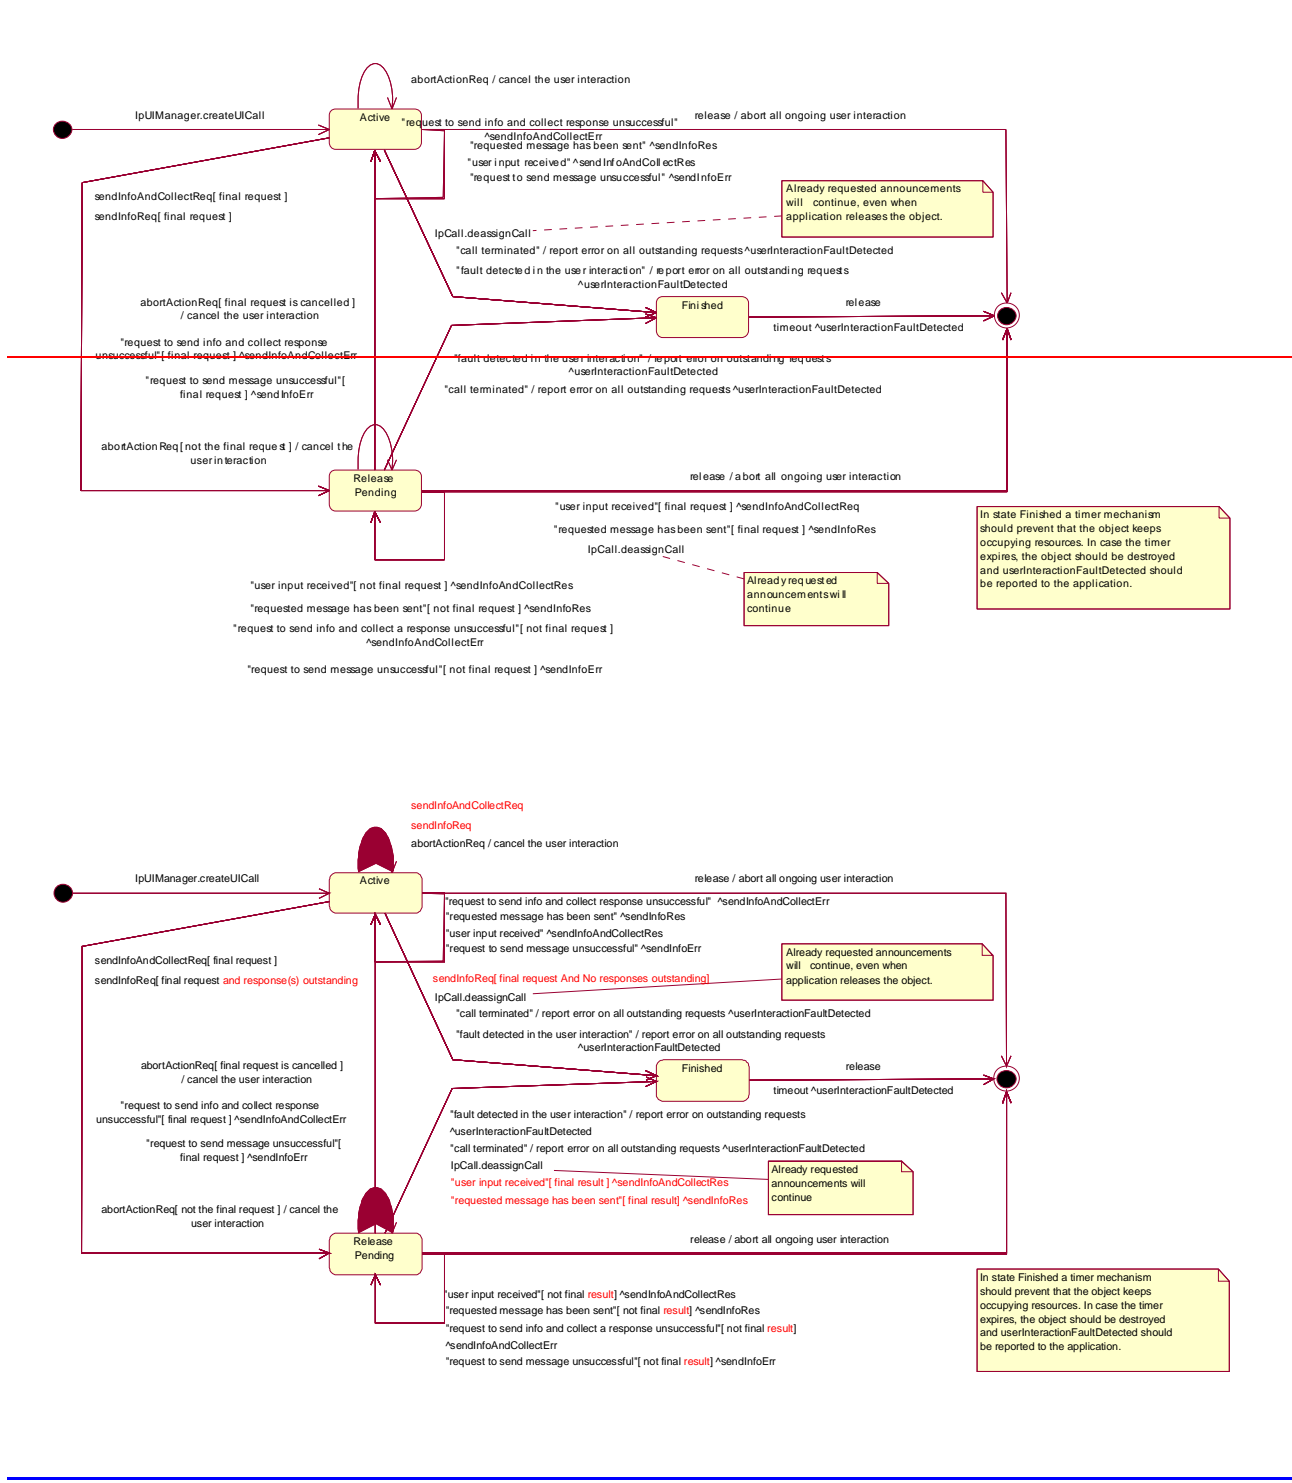 abortActionReq / cancel the user interaction
IpUIManager.createUICall
Active
"request to send info and collect response unsuccessful"
^sendInfoAndCollectErr
release / abort all ongoing user interaction
"requested message has been sent" ^sendInfoRes
"user input received" ^sendInfoAndCollectRes
"request to send message unsuccessful" ^sendInfoErr
sendInfoAndCollectReq[ final request ]
sendInfoReq[ final request ]
Already requested announcements
will continue, even when
application releases the object.
IpCall.deassignCall
"call terminated" / report error on all outstanding requests ^userInteractionFaultDetected
"fault detected in the user interaction" / report error on all outstanding requests
^userInteractionFaultDetected
abortActionReq[ final request is cancelled ]
/ cancel the user interaction
Finished
release
timeout ^userInteractionFaultDetected
"request to send info and collect response
unsuccessful"[ final request ] ^sendInfoAndCollectErr
"fault detected in the user interaction" / report error on outstanding requests
^userInteractionFaultDetected
"request to send message unsuccessful"[
final request ] ^sendInfoErr
"call terminated" / report error on all outstanding requests ^userInteractionFaultDetected
abortActionReq[ not the final request ] / cancel the
user interaction
Release
Pending
release / abort all ongoing user interaction
"user input received"[ final request ] ^sendInfoAndCollectReq
"requested message has been sent"[ final request ] ^sendInfoRes
IpCall.deassignCall
In state Finished a timer mechanism
should prevent that the object keeps
occupying resources. In case the timer
expires, the object should be destroyed
and userInteractionFaultDetected should
be reported to the application.
Already requested
announcements will
continue
"user input received"[ not final request ] ^sendInfoAndCollectRes
"requested message has been sent"[ not final request ] ^sendInfoRes
"request to send info and collect a response unsuccessful"[ not final request ]
^sendInfoAndCollectErr
"request to send message unsuccessful"[ not final request ] ^sendInfoErr
sendInfoAndCollectReq
sendInfoReq
abortActionReq / cancel the user interaction
IpUIManager.createUICall
Active
release / abort all ongoing user interaction
"request to send info and collect response unsuccessful" ^sendInfoAndCollectErr
"requested message has been sent" ^sendInfoRes
"user input received" ^sendInfoAndCollectRes
"request to send message unsuccessful" ^sendInfoErr
sendInfoAndCollectReq[ final request ]
sendInfoReq[ final request and response(s) outstanding
Already requested announcements
will continue, even when
application releases the object.
sendInfoReq[ final request And No responses outstanding]
IpCall.deassignCall
"call terminated" / report error on all outstanding requests ^userInteractionFaultDetected
"fault detected in the user interaction" / report error on all outstanding requests
^userInteractionFaultDetected
abortActionReq[ final request is cancelled ]
/ cancel the user interaction
Finished
release
timeout ^userInteractionFaultDetected
"request to send info and collect response
unsuccessful"[ final request ] ^sendInfoAndCollectErr
"request to send message unsuccessful"[
final request ] ^sendInfoErr
"fault detected in the user interaction" / report error on outstanding requests
^userInteractionFaultDetected
"call terminated" / report error on all outstanding requests ^userInteractionFaultDetected
IpCall.deassignCall
"user input received"[ final result ] ^sendInfoAndCollectRes
"requested message has been sent"[ final result] ^sendInfoRes
Already requested
announcements will
continue
abortActionReq[ not the final request ] / cancel the
user interaction
Release
Pending
release / abort all ongoing user interaction
"user input received"[ not final result] ^sendInfoAndCollectRes
"requested message has been sent"[ not final result] ^sendInfoRes
"request to send info and collect a response unsuccessful"[ not final result]
^sendInfoAndCollectErr
"request to send message unsuccessful"[ not final result] ^sendInfoErr
In state Finished a timer mechanism
should prevent that the object keeps
occupying resources. In case the timer
expires, the object should be destroyed
and userInteractionFaultDetected should
be reported to the application.